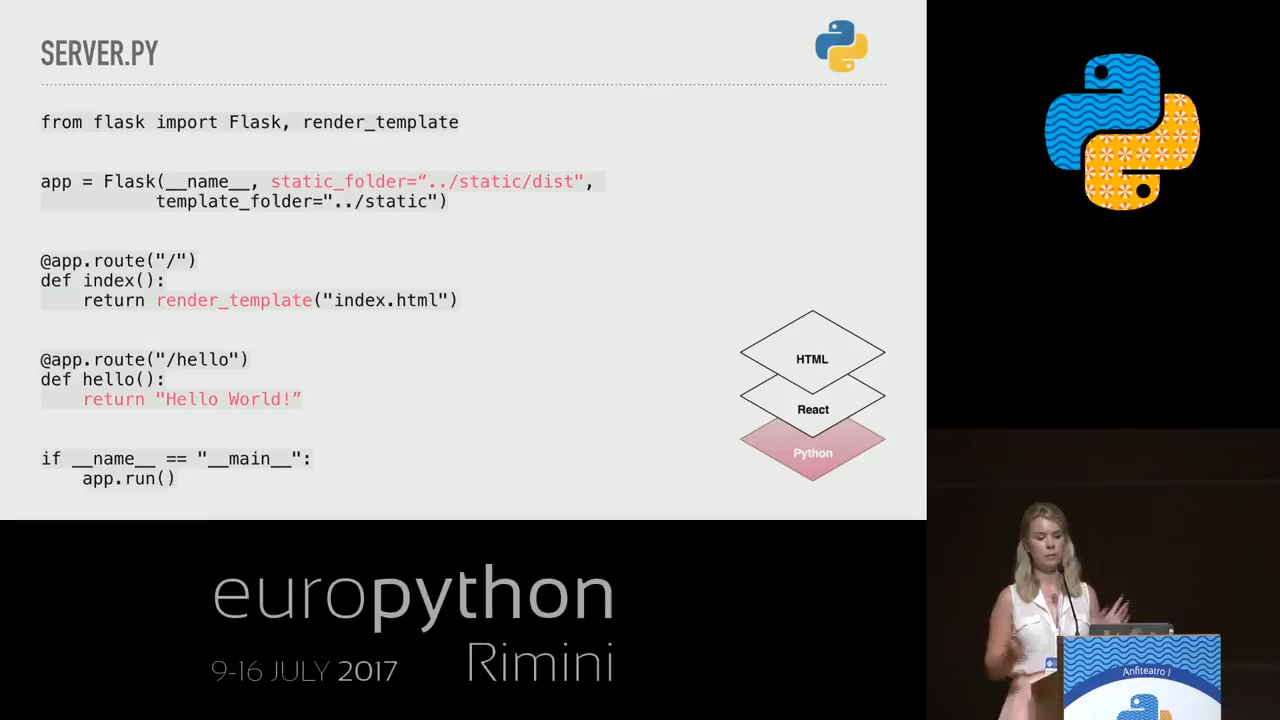 SERVER.PY
from flask import Flask, render_template
app = Flask(__name__, static_folder=“../static/dist",
template_folder="../static")
@app.route("/")
def index():
return render_template("index.html")
@app.route("/hello")
def hello():
return "Hello World!”
if __name__ == "__main__":
app.run()
HTML
React
Python
europython
9-16 JULY 2017 Rimini
Anfiteatro I